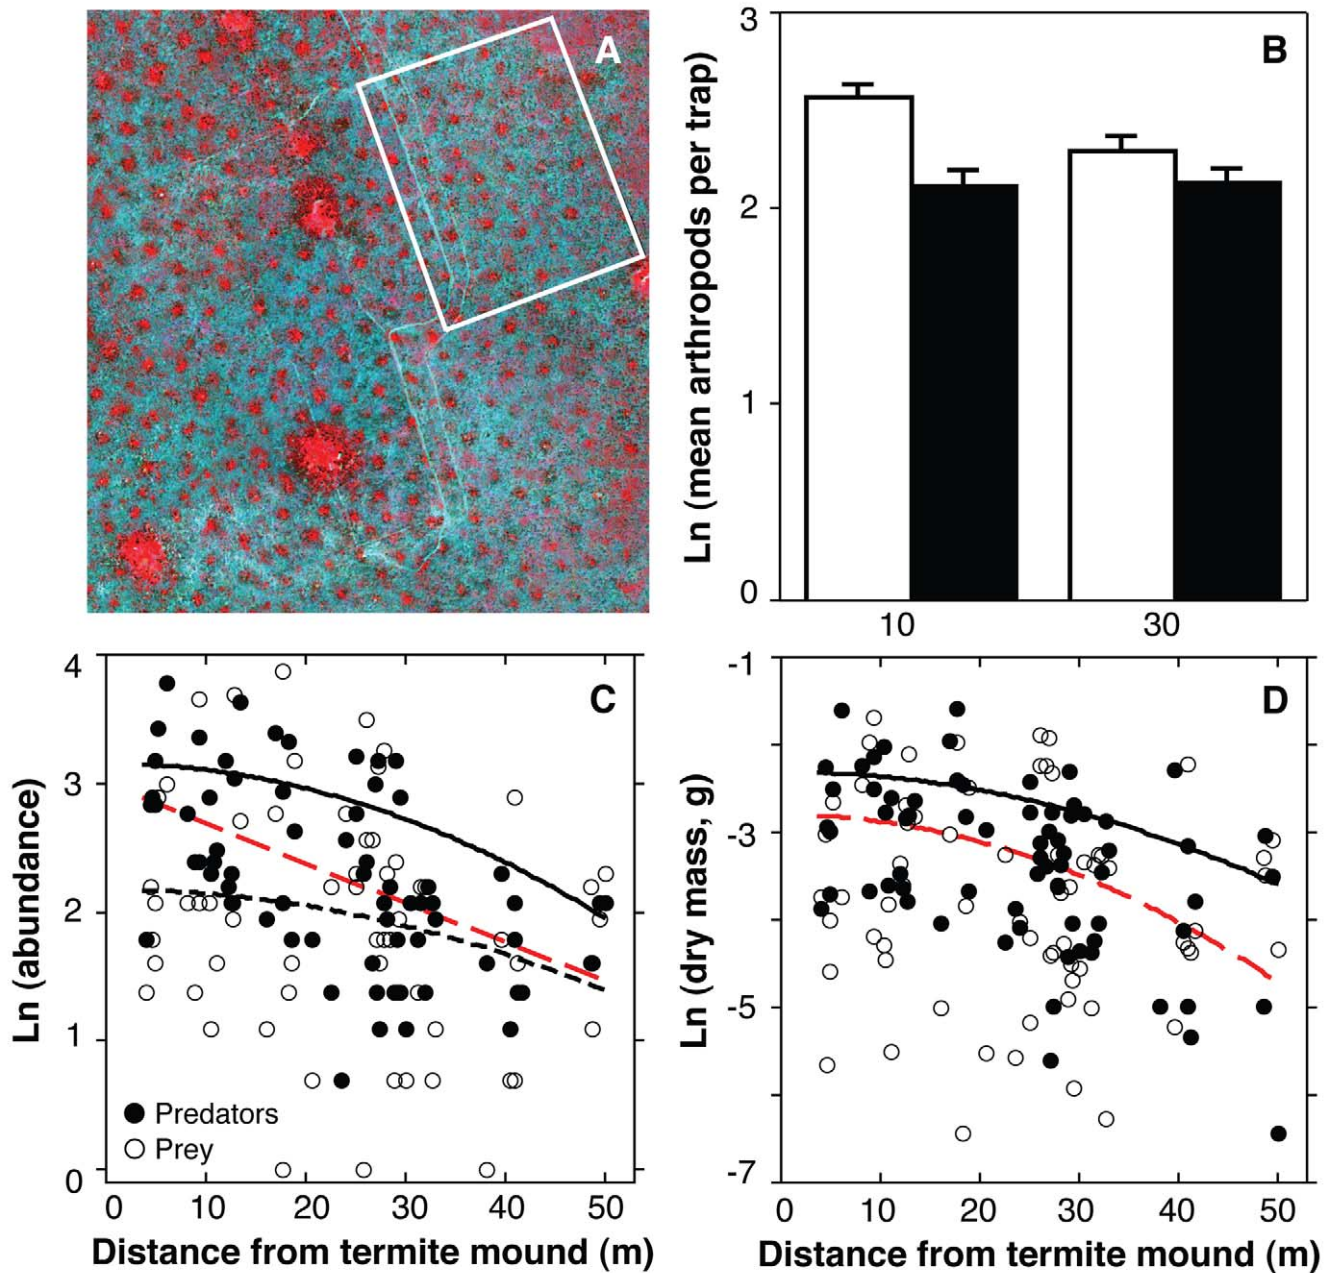 A
B
Ln (mean arthropods per trap)
3
2
1
0
10 30
C
Ln (abundance)
4
3
2
1
0
Predators
Prey
0 10 20 30 40 50
Distance from termite mound (m)
D
Ln (dry mass, g)
-1
-3
-5
-7
0 10 20 30 40 50
Distance from termite mound (m)